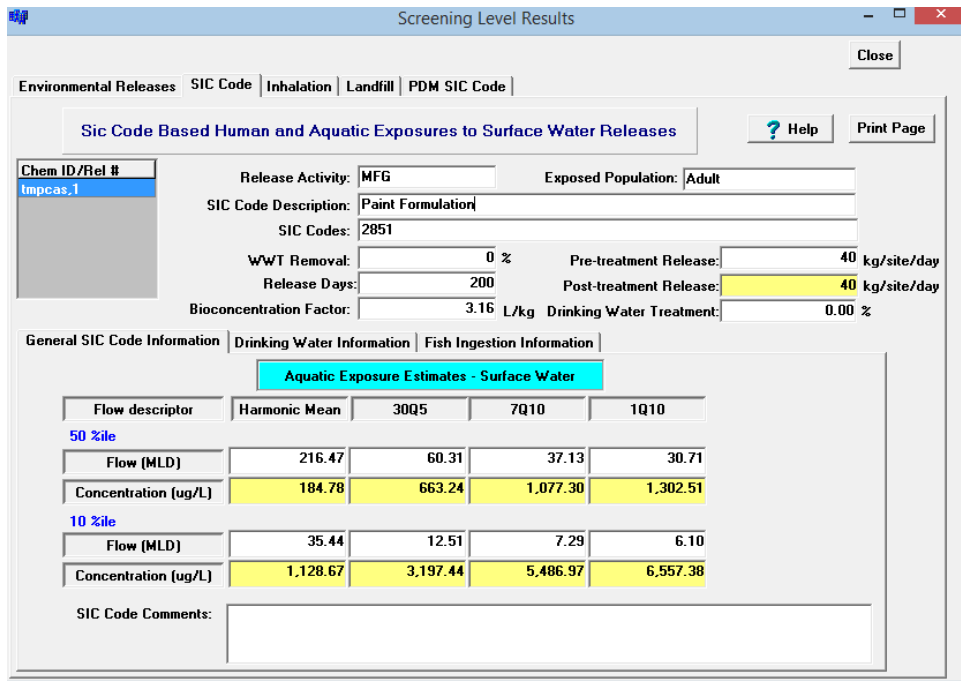 Screening Level Results
Close
Environmental Releases SIC Code Inhalation Landfill PDM SIC Code
Sic Code Based Human and Aquatic Exposures to Surface Water Releases
? Help
Print Page
Chem ID/Rel #
tmpcas,1
Release Activity: MFG Exposed Population: Adult
SIC Code Description: Paint Formulation
SIC Codes: 2851
WWT Removal: 0 % Pre-treatment Release: 40 kg/site/day
Release Days: 200 Post-treatment Release: 40 kg/site/day
Bioconcentration Factor: 3.16 L/kg Drinking Water Treatment: 0.00 %
General SIC Code Information Drinking Water Information Fish Ingestion Information
Aquatic Exposure Estimates - Surface Water
Flow descriptor Harmonic Mean 30Q5 7Q10 1Q10
50 %ile
Flow (MLD) 216.47 60.31 37.13 30.71
Concentration (ug/L) 184.78 663.24 1,077.30 1,302.51
10 %ile
Flow (MLD) 35.44 12.51 7.29 6.10
Concentration (ug/L) 1,128.67 3,197.44 5,486.97 6,557.38
SIC Code Comments: